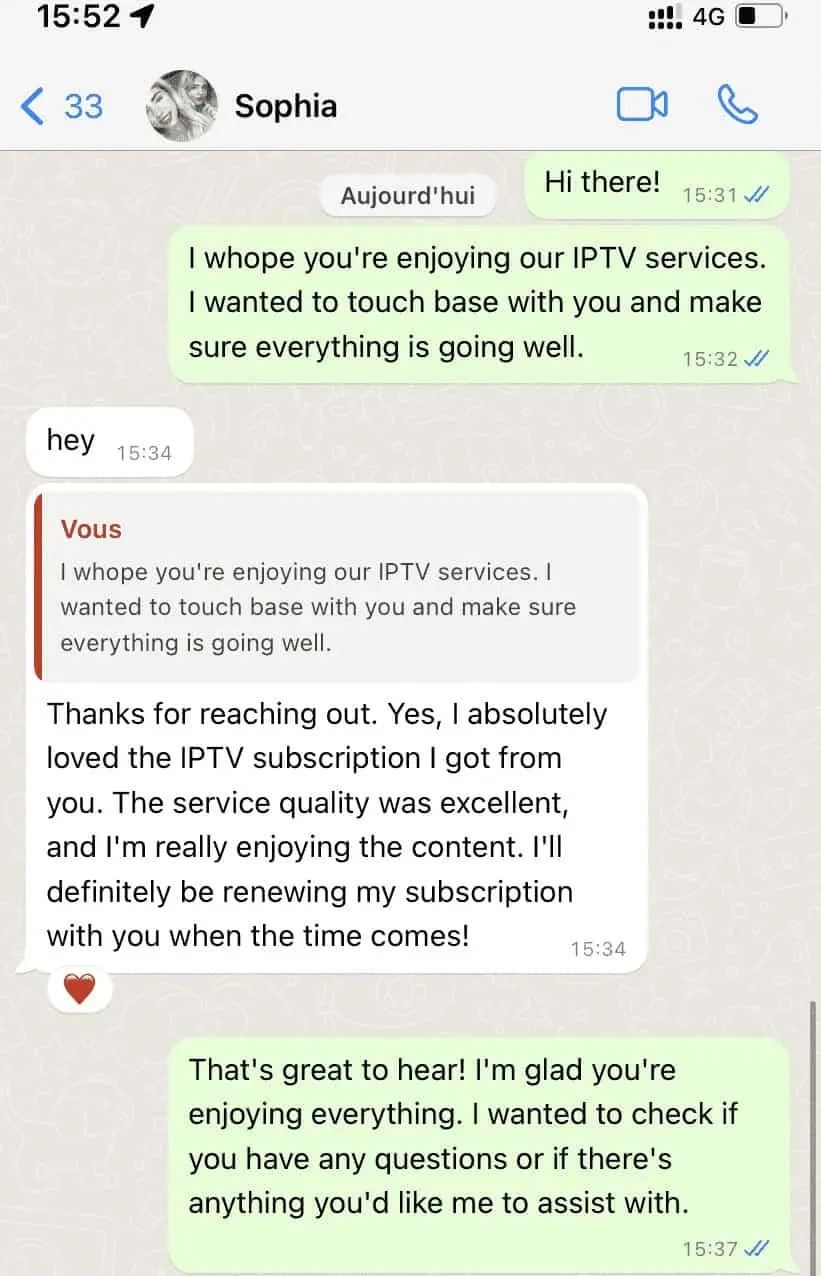 15:52
4G
33
Sophia
Hi there!
15:31
Aujourd'hui
I whope you're enjoying our IPTV services.
I wanted to touch base with you and make
sure everything is going well.
15:32
hey
15:34
Vous
I whope you're enjoying our IPTV services. I
wanted to touch base with you and make sure
everything is going well.
Thanks for reaching out. Yes, I absolutely
loved the IPTV subscription I got from
you. The service quality was excellent,
and I'm really enjoying the content. I'll
definitely be renewing my subscription
with you when the time comes!
15:34
That's great to hear! I'm glad you're
enjoying everything. I wanted to check if
you have any questions or if there's
anything you'd like me to assist with.
15:37